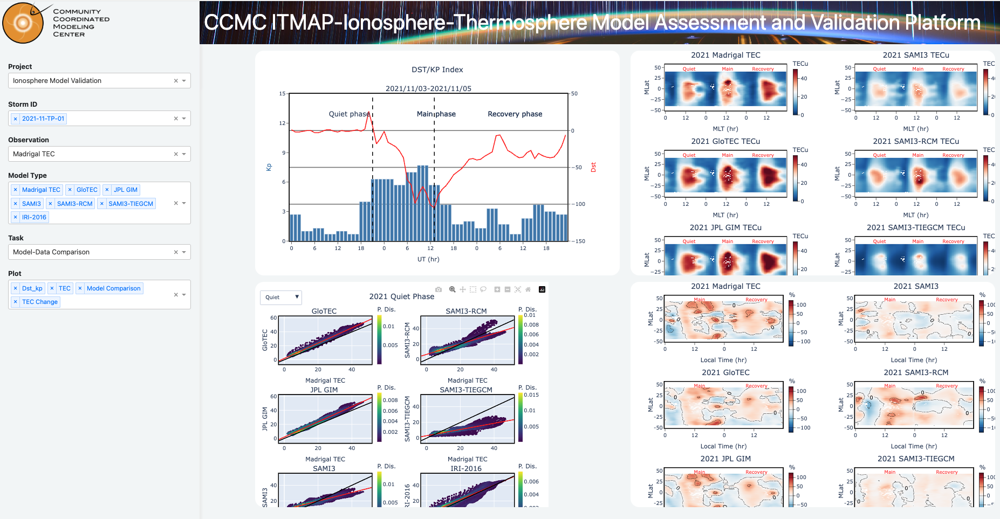 COMMUNITY
COORDINATED
MODELING
CENTER
CCMC ITMAP-Ionosphere-Thermosphere Model Assessment and Validation Platform
Project
Ionosphere Model Validation
Storm ID
× 2021-11-TP-01
Observation
Madrigal TEC
Model Type
× Madrigal TEC × GloTEC × JPL GIM
× SAMI3 × SAMI3-RCM × SAMI3-TIEGCM
× IRI-2016
Task
Model-Data Comparison
Plot
× Dst_kp × TEC × Model Comparison
× TEC Change
DST/KP Index
2021/11/03-2021/11/05
Quiet phase Main phase Recovery phase
Kp
15
12
9
6
3
0
Dst
50
0
−50
−100
−150
0 6 12 18 0 6 12 18 0 6 12 18
UT (hr)
2021 Madrigal TEC
TECu
Quiet Main Recovery
MLat
50
25
0
−25
−50
40
20
0
0 12 0 12 0 12
MLT (hr)
2021 SAMI3 TECu
TEC
Quiet Main Recovery
MLat
50
25
0
−25
−50
0 12 0 12 0 12
MLT (hr)
2021 GloTEC TECu
TECu
Quiet Main Recovery
MLat
50
25
0
−25
−50
40
20
0
0 12 0 12 0 12
MLT (hr)
2021 SAMI3-RCM TECu
TEC
Quiet Main Recovery
MLat
50
25
0
−25
−50
0 12 0 12 0 12
MLT (hr)
2021 JPL GIM TECu
TECu
Quiet Main Recovery
MLat
50
25
0
−25
40
20
2021 SAMI3-TIEGCM TECu
TEC
Quiet Main Recovery
MLat
50
25
0
−25
Quiet
2021 Quiet Phase
GloTEC
P. Dis.
GloTEC
60
40
20
0
0.01
0.005
0 20 40
Madrigal TEC
SAMI3-RCM
P. Dis.
SAMI3-RCM
40
20
0
0.01
0.008
0.006
0.004
0.002
0 20 40
Madrigal TEC
JPL GIM
P. Dis.
JPL GIM
60
40
20
0
0.008
0.006
0.004
0.002
0 20 40
Madrigal TEC
SAMI3-TIEGCM
P. Dis.
SAMI3-TIEGCM
40
20
0
0.015
0.01
0.005
0 20 40
Madrigal TEC
SAMI3
P. Dis.
SAMI3
40
20
0.01
0.005
IRI-2016
P. Dis.
RI-2016
40
20
0.006
0.004
2021 Madrigal TEC
%
Main Recovery
MLat
50
25
0
-25
-50
100
50
0
−50
−100
0 12 0 12
Local Time (hr)
2021 SAMI3
%
Main Recovery
MLat
50
25
0
-25
-50
100
50
0
−50
0 12 0 12
Local Time (hr)
2021 GloTEC
%
Main Recovery
MLat
50
25
0
-25
-50
100
50
0
−50
−100
0 12 0 12
Local Time (hr)
2021 SAMI3-RCM
%
Main Recovery
MLat
50
25
0
-25
-50
100
50
0
−50
0 12 0 12
Local Time (hr)
2021 JPL GIM
%
Main Recovery
MLat
50
25
0
-25
100
50
0
−50
2021 SAMI3-TIEGCM
%
Main Recovery
MLat
50
25
0
-25
50
0